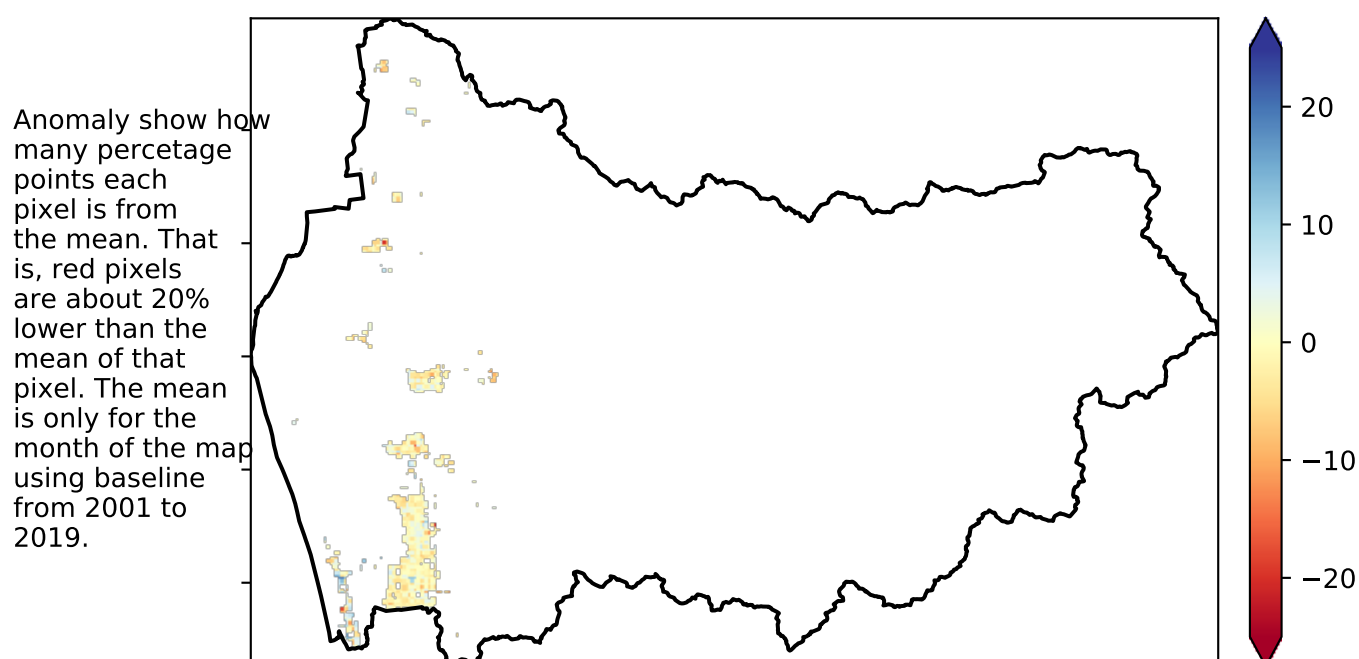 Anomaly show how
many percetage
points each
pixel is from
the mean. That
is, red pixels
are about 20%
lower than the
mean of that
pixel. The mean
is only for the
month of the map
using baseline
from 2001 to
2019.
20
10
0
−10
−20